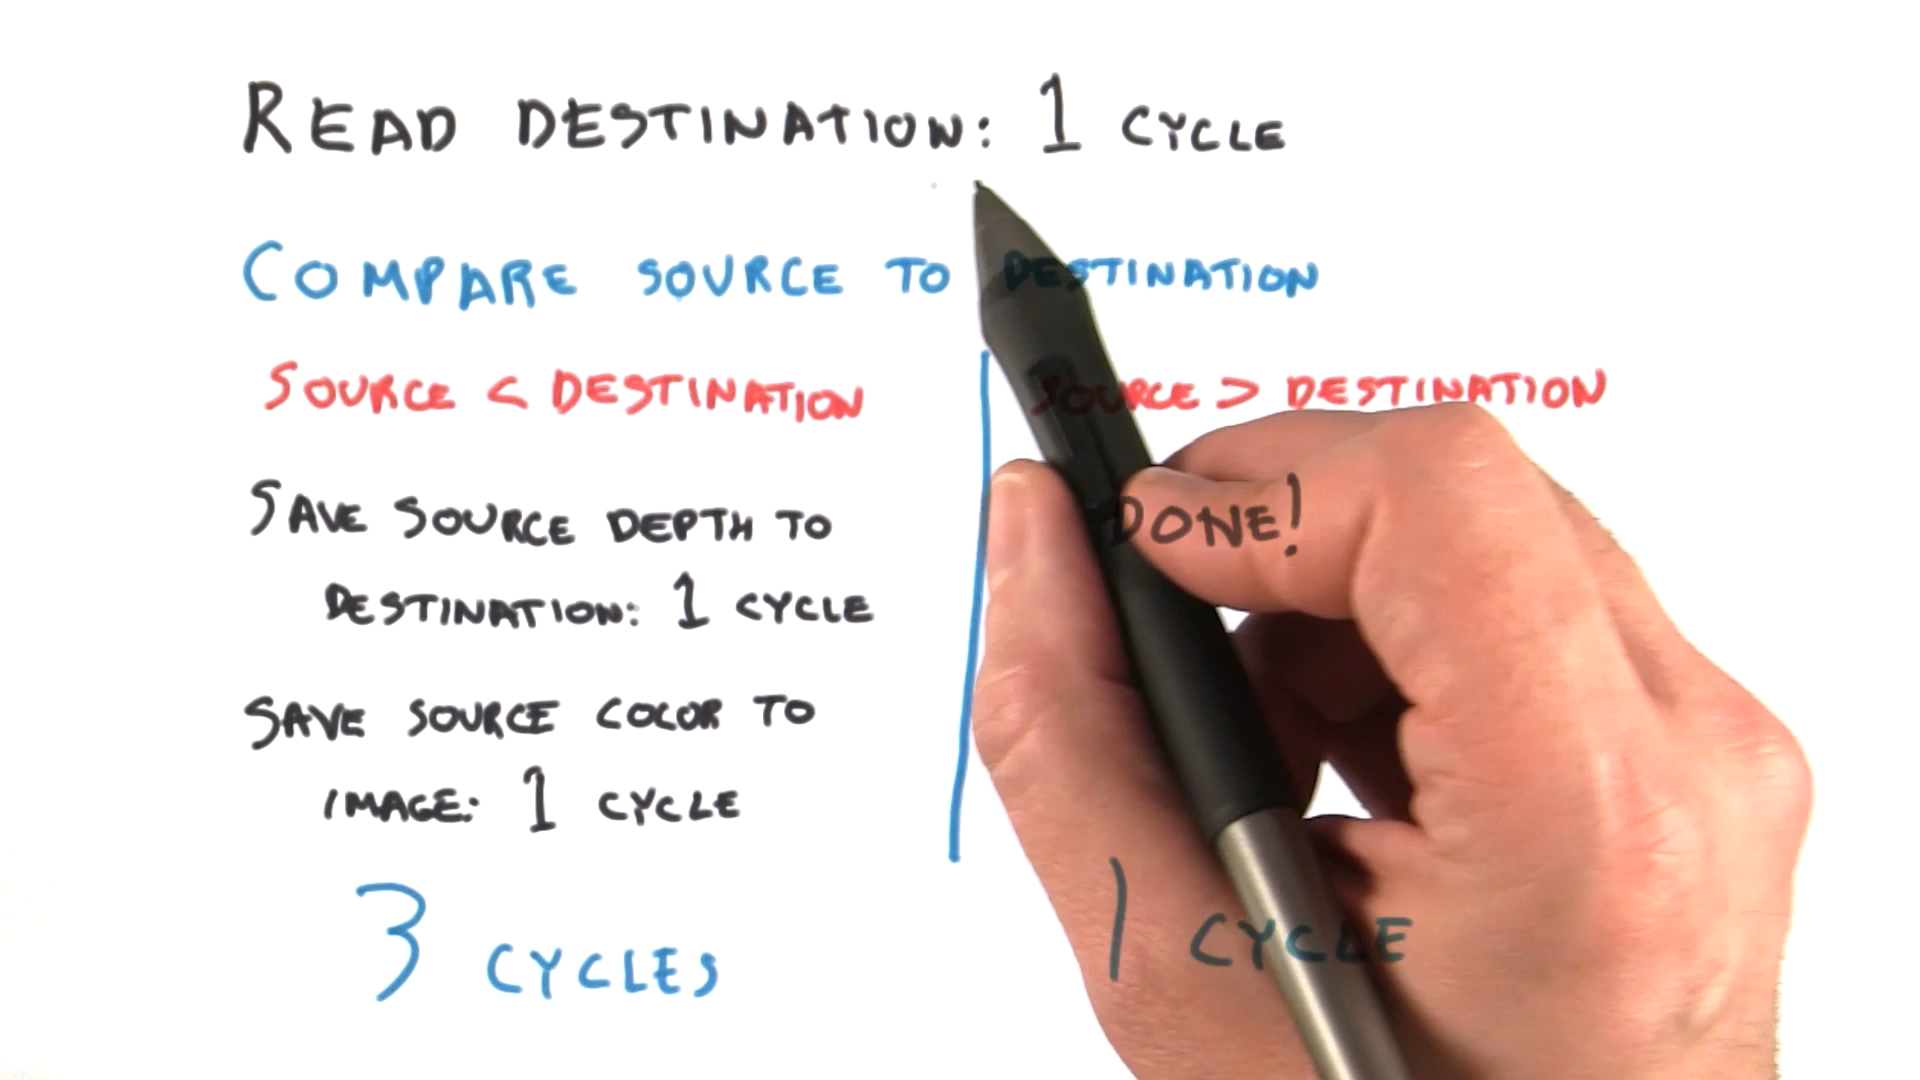 READ DESTINATION: 1 CYCLE
COMPARE SOURCE TO DESTINATION
SOURCE < DESTINATION
SAVE SOURCE DEPTH TO
DESTINATION: 1 CYCLE
SAVE SOURCE COLOR TO
IMAGE: 1 CYCLE
3 CYCLES
SOURCE > DESTINATION
DONE!
1 CYCLE